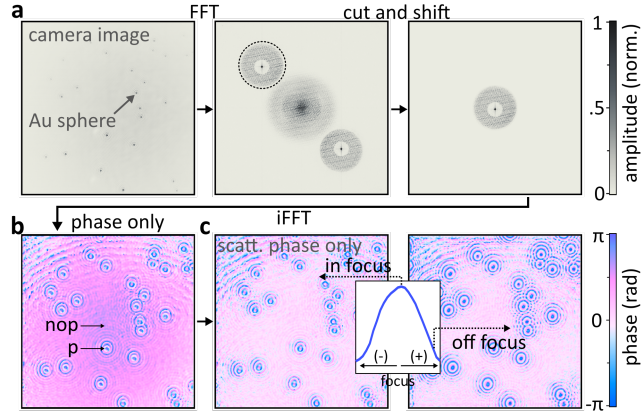 a
FFT
cut and shift
camera image
Au sphere
1
.5
0
amplitude (norm.)
b
phase only
c
iFFT
scatt. phase only
in focus
nop
p
(-)
(+)
focus
off focus
π
0
-π
phase (rad)